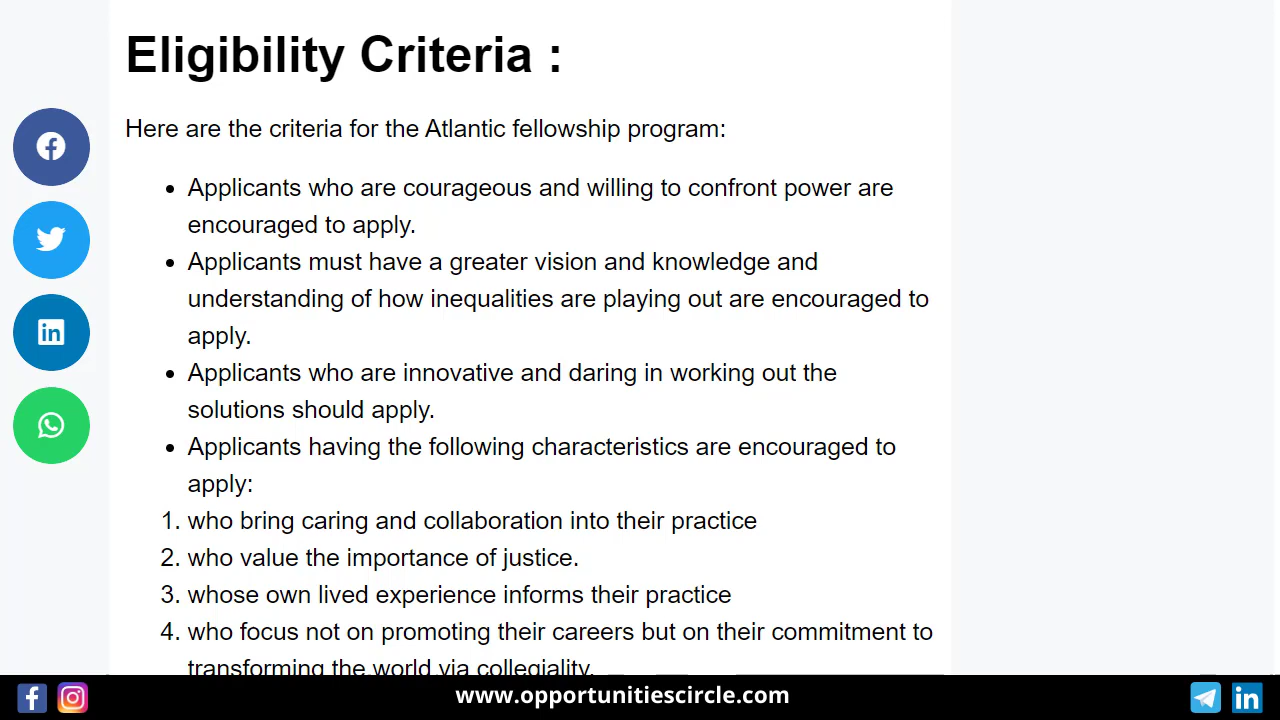 Eligibility Criteria :
Here are the criteria for the Atlantic fellowship program:
• Applicants who are courageous and willing to confront power are
encouraged to apply.
• Applicants must have a greater vision and knowledge and
understanding of how inequalities are playing out are encouraged to
apply.
• Applicants who are innovative and daring in working out the
solutions should apply.
• Applicants having the following characteristics are encouraged to
apply:
1. who bring caring and collaboration into their practice
2. who value the importance of justice.
3. whose own lived experience informs their practice
4. who focus not on promoting their careers but on their commitment to
transforming the world via collegiality.
www.opportunitiescircle.com